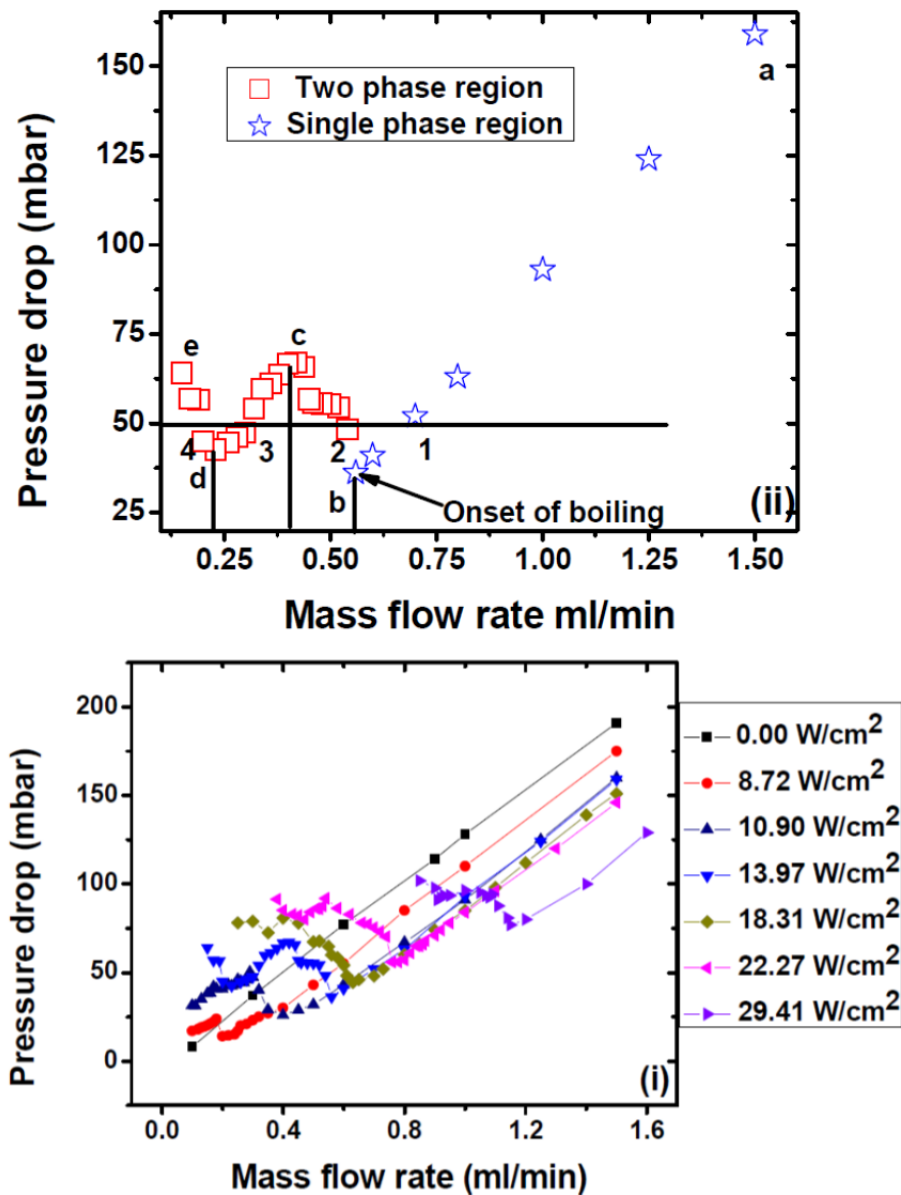 150
125
100
75
50
25
Pressure drop (mbar)
Two phase region
Single phase region
a
e
c
4
3
2
1
d
b
Onset of boiling
(ii)
0.25 0.50 0.75 1.00 1.25 1.50
Mass flow rate ml/min
200
150
100
50
0
Pressure drop (mbar)
0.00 W/cm²
8.72 W/cm²
10.90 W/cm²
13.97 W/cm²
18.31 W/cm²
22.27 W/cm²
29.41 W/cm²
(i)
0.0 0.4 0.8 1.2 1.6
Mass flow rate (ml/min)